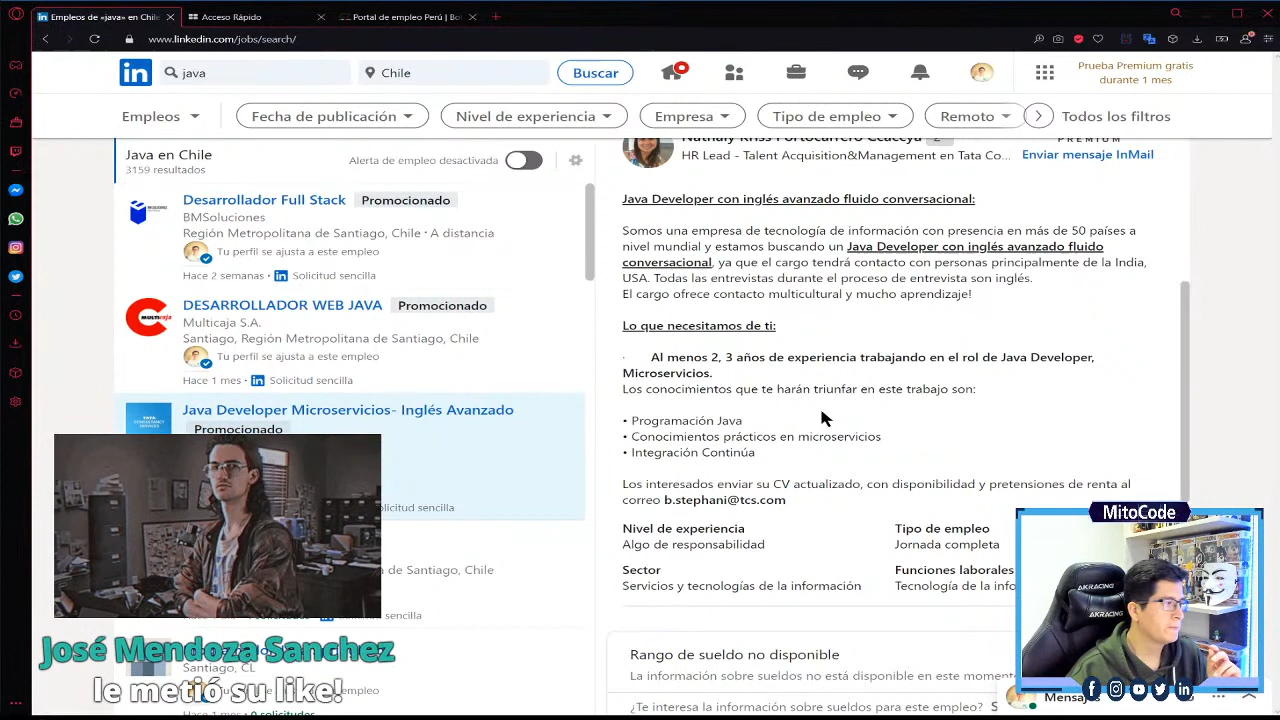 Empleos de «java» en Chile
Acceso Rápido
Portal de empleo Perú | Bo
www.linkedin.com/jobs/search/
in
java
Chile
Buscar
Prueba Premium gratis
durante 1 mes
Empleos
Fecha de publicación
Nivel de experiencia
Empresa
Tipo de empleo
Remoto
Todos los filtros
Java en Chile
3159 resultados
Alerta de empleo desactivada
Desarrollador Full Stack
Promocionado
BMSoluciones
Región Metropolitana de Santiago, Chile · A distancia
Tu perfil se ajusta a este empleo
Hace 2 semanas · Solicitud sencilla
DESARROLLADOR WEB JAVA
Promocionado
Multicaja S.A.
Santiago, Región Metropolitana de Santiago, Chile
Tu perfil se ajusta a este empleo
Hace 1 mes · Solicitud sencilla
Java Developer Microservicios- Inglés Avanzado
Promocionado
olicitud sencilla
a de Santiago, Chile
Santiago, CL
empleo
0 solicitudes
PREMIUM
HR Lead - Talent Acquisition&Management en Tata Co...
Enviar mensaje InMail
Java Developer con inglés avanzado fluido conversacional:
Somos una empresa de tecnología de información con presencia en más de 50 países a
nivel mundial y estamos buscando un Java Developer con inglés avanzado fluido
conversacional, ya que el cargo tendrá contacto con personas principalmente de la India,
USA. Todas las entrevistas durante el proceso de entrevista son inglés.
El cargo ofrece contacto multicultural y mucho aprendizaje!
Lo que necesitamos de ti:
· Al menos 2, 3 años de experiencia trabajando en el rol de Java Developer,
Microservicios.
Los conocimientos que te harán triunfar en este trabajo son:
• Programación Java
• Conocimientos prácticos en microservicios
• Integración Continúa
Los interesados enviar su CV actualizado, con disponibilidad y pretensiones de renta al
correo b.stephani@tcs.com
Nivel de experiencia
Algo de responsabilidad
Tipo de empleo
Jornada completa
Sector
Servicios y tecnologías de la información
Funciones laborales
Tecnología de la info
Rango de sueldo no disponible
La información sobre sueldos no está disponible en este momen
¿Te interesa la información sobre sueldos para este empleo? S
Mensajes
MitoCode
AKRACING
AKRACING
José Mendoza Sanchez
le metió su like!